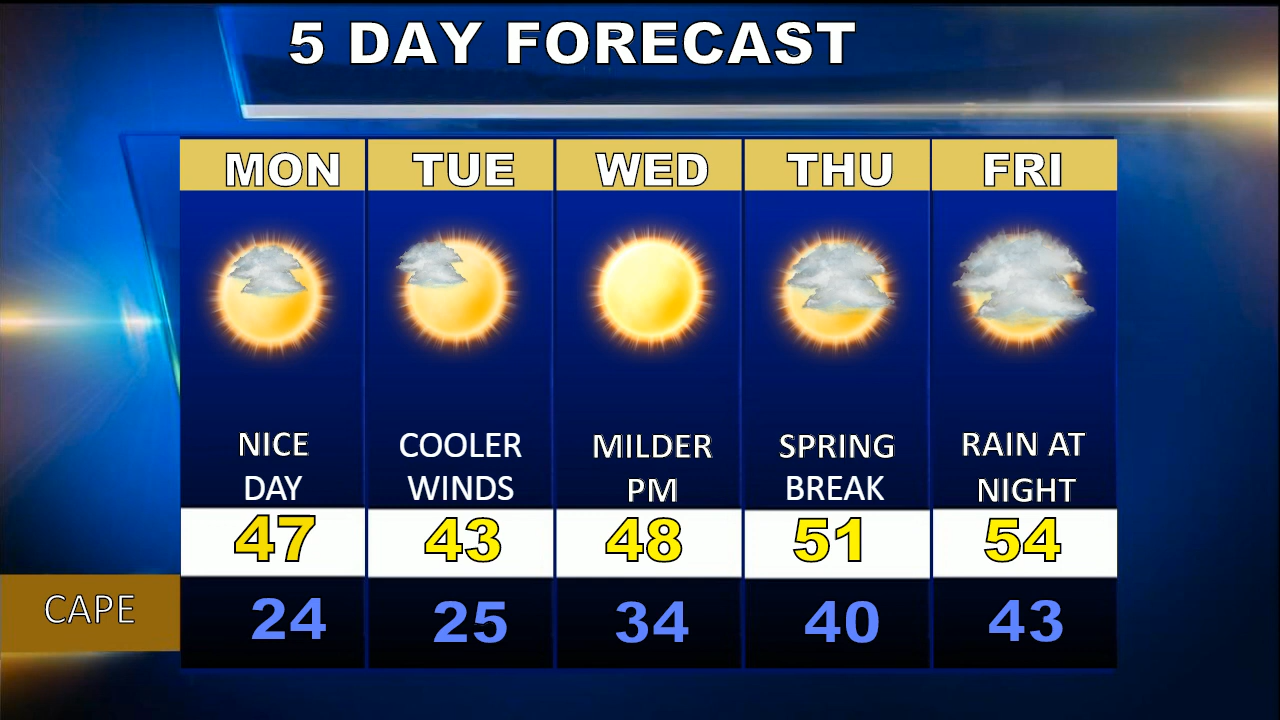 5 DAY FORECAST
MON TUE WED THU FRI
NICE COOLER MILDER SPRING RAIN AT
DAY WINDS PM BREAK NIGHT
47 43 48 51 54
CAPE 24 25 34 40 43